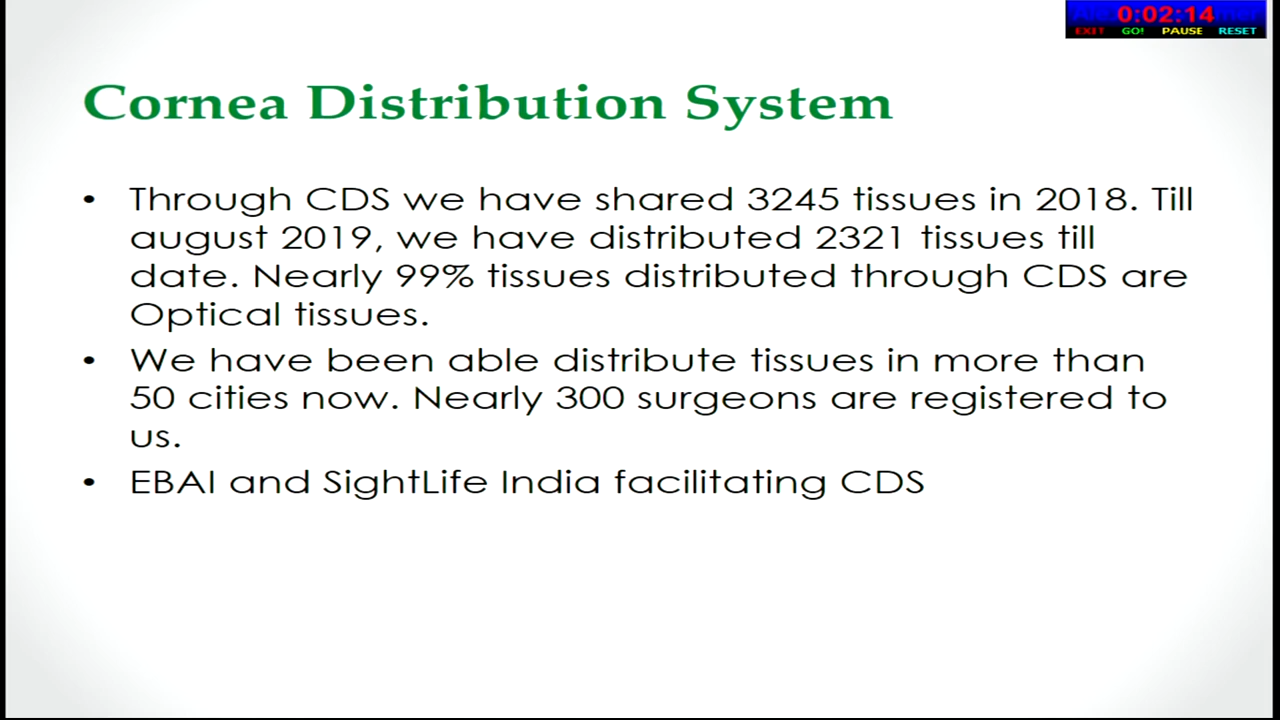 0:02:14
EXIT GO! PAUSE RESET
Cornea Distribution System
• Through CDS we have shared 3245 tissues in 2018. Till
august 2019, we have distributed 2321 tissues till
date. Nearly 99% tissues distributed through CDS are
Optical tissues.
• We have been able distribute tissues in more than
50 cities now. Nearly 300 surgeons are registered to
us.
• EBAI and SightLife India facilitating CDS